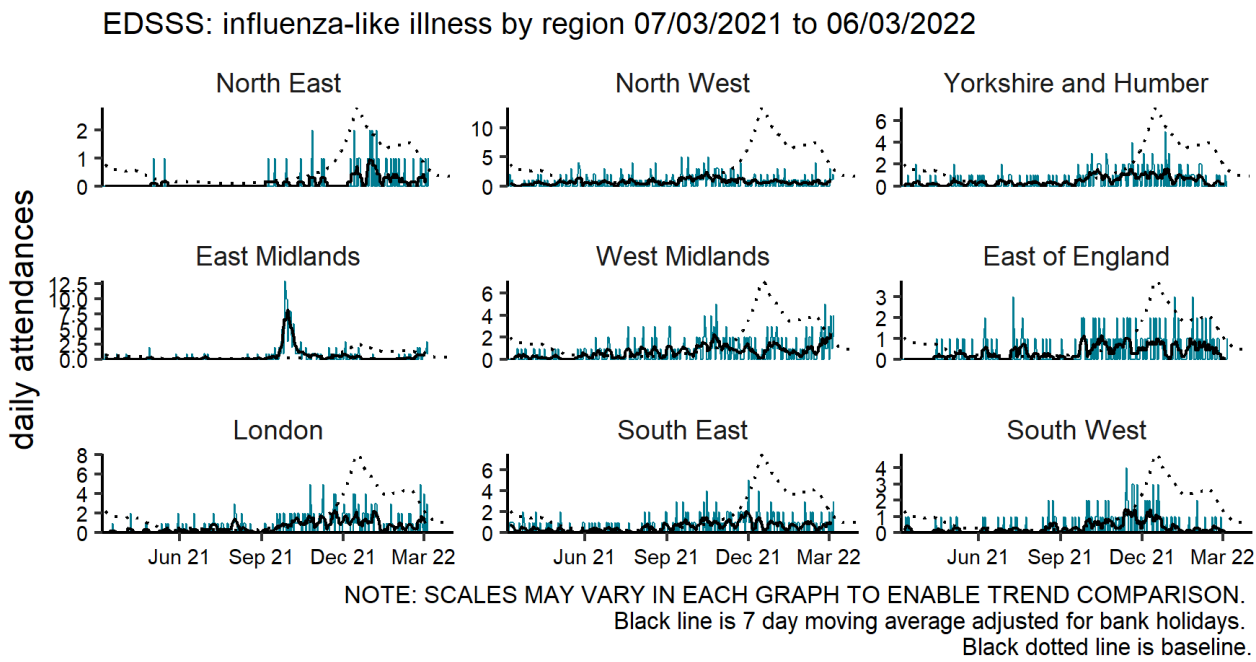 EDSSS: influenza-like illness by region 07/03/2021 to 06/03/2022
daily attendances
North East
2
1
0
North West
10
5
0
Yorkshire and Humber
6
4
2
0
East Midlands
12.5
10.0
7.5
5.0
2.5
0.0
West Midlands
6
4
2
0
East of England
3
2
1
0
London
8
6
4
2
0
South East
6
4
2
0
South West
4
3
2
1
0
Jun 21 Sep 21 Dec 21 Mar 22
Jun 21 Sep 21 Dec 21 Mar 22
Jun 21 Sep 21 Dec 21 Mar 22
NOTE: SCALES MAY VARY IN EACH GRAPH TO ENABLE TREND COMPARISON.
Black line is 7 day moving average adjusted for bank holidays.
Black dotted line is baseline.